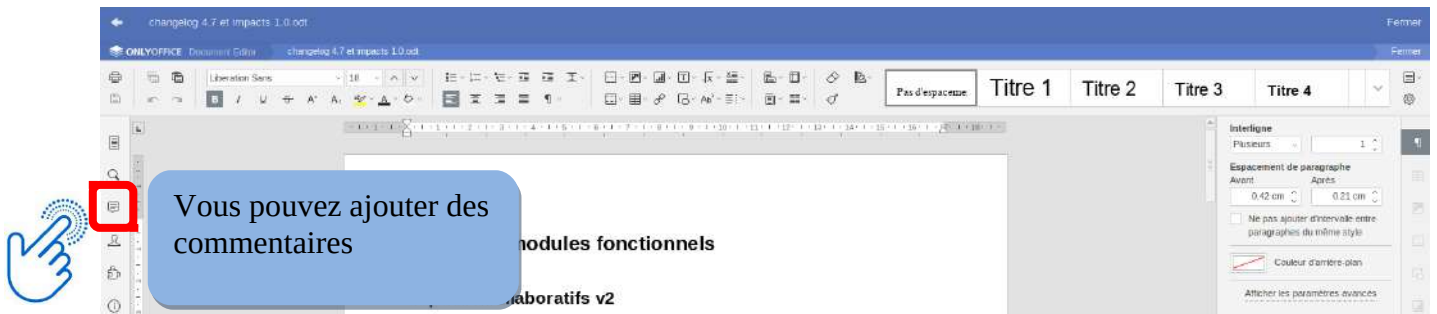 changelog 4.7 et impacts 1.0.odt
Fermer
ONLYOFFICE Document Editor changelog 4.7 et impacts 1.0.odt Fermer
Liberation Sans 18
Pas d'espaceme Titre 1 Titre 2 Titre 3 Titre 4
Interligne
Plusieurs 1
Espacement de paragraphe
Avant Après
0.42 cm 0.21 cm
Ne pas ajouter d'intervalle entre
paragraphes du même style
Couleur d'arrière-plan
Afficher les paramètres avancés
Vous pouvez ajouter des
commentaires
nodules fonctionnels
laboratifs v2